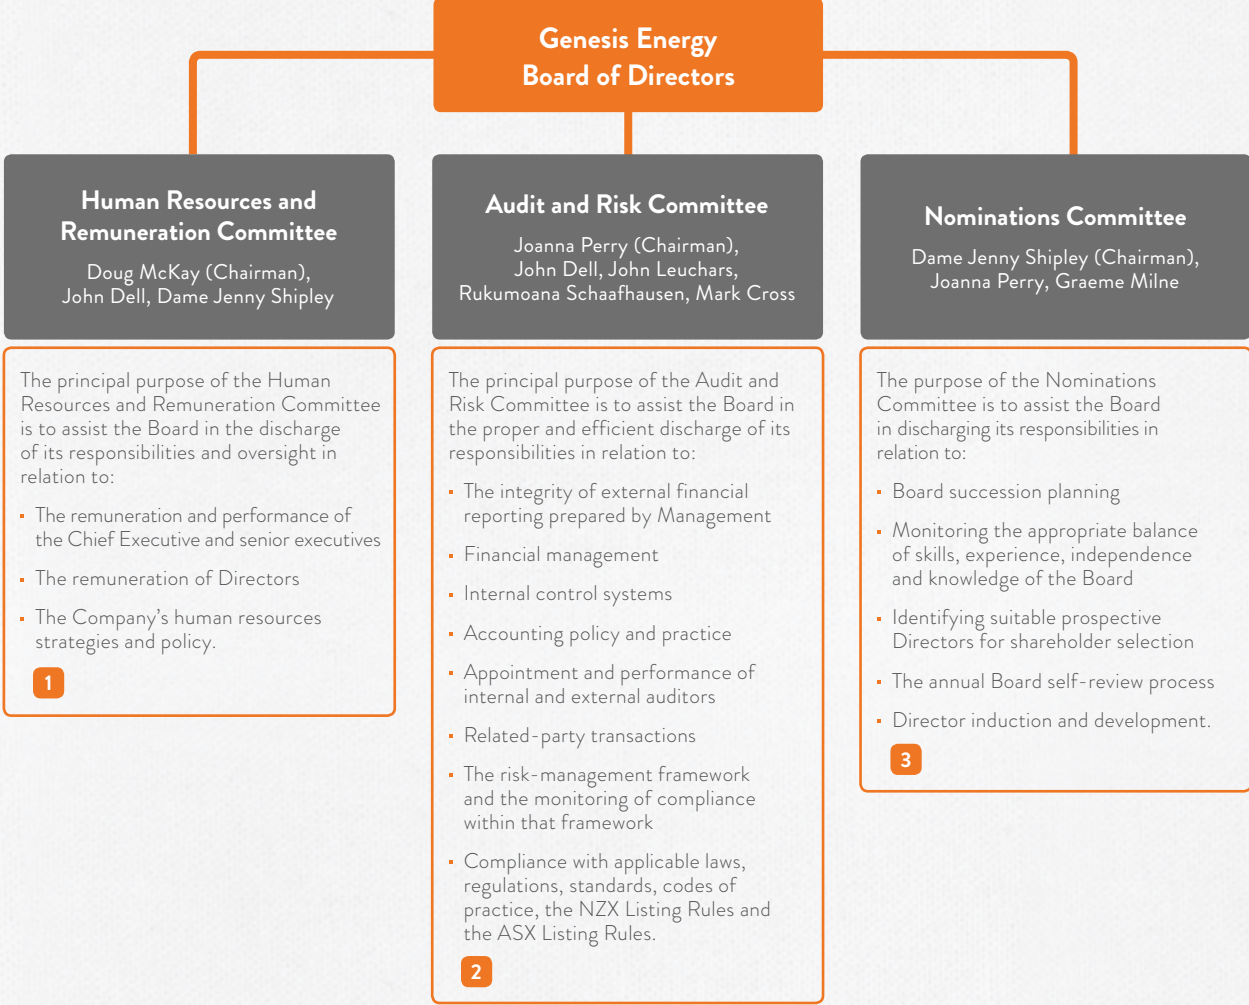 Genesis Energy
Board of Directors
Human Resources and
Remuneration Committee
Doug McKay (Chairman),
John Dell, Dame Jenny Shipley
The principal purpose of the Human
Resources and Remuneration Committee
is to assist the Board in the discharge
of its responsibilities and oversight in
relation to:
▪ The remuneration and performance of
the Chief Executive and senior executives
▪ The remuneration of Directors
▪ The Company’s human resources
strategies and policy.
1
Audit and Risk Committee
Joanna Perry (Chairman),
John Dell, John Leuchars,
Rukumoana Schaafhausen, Mark Cross
The principal purpose of the Audit and
Risk Committee is to assist the Board in
the proper and efficient discharge of its
responsibilities in relation to:
▪ The integrity of external financial
reporting prepared by Management
▪ Financial management
▪ Internal control systems
▪ Accounting policy and practice
▪ Appointment and performance of
internal and external auditors
▪ Related-party transactions
▪ The risk-management framework
and the monitoring of compliance
within that framework
▪ Compliance with applicable laws,
regulations, standards, codes of
practice, the NZX Listing Rules and
the ASX Listing Rules.
2
Nominations Committee
Dame Jenny Shipley (Chairman),
Joanna Perry, Graeme Milne
The purpose of the Nominations
Committee is to assist the Board
in discharging its responsibilities in
relation to:
▪ Board succession planning
▪ Monitoring the appropriate balance
of skills, experience, independence
and knowledge of the Board
▪ Identifying suitable prospective
Directors for shareholder selection
▪ The annual Board self-review process
▪ Director induction and development.
3